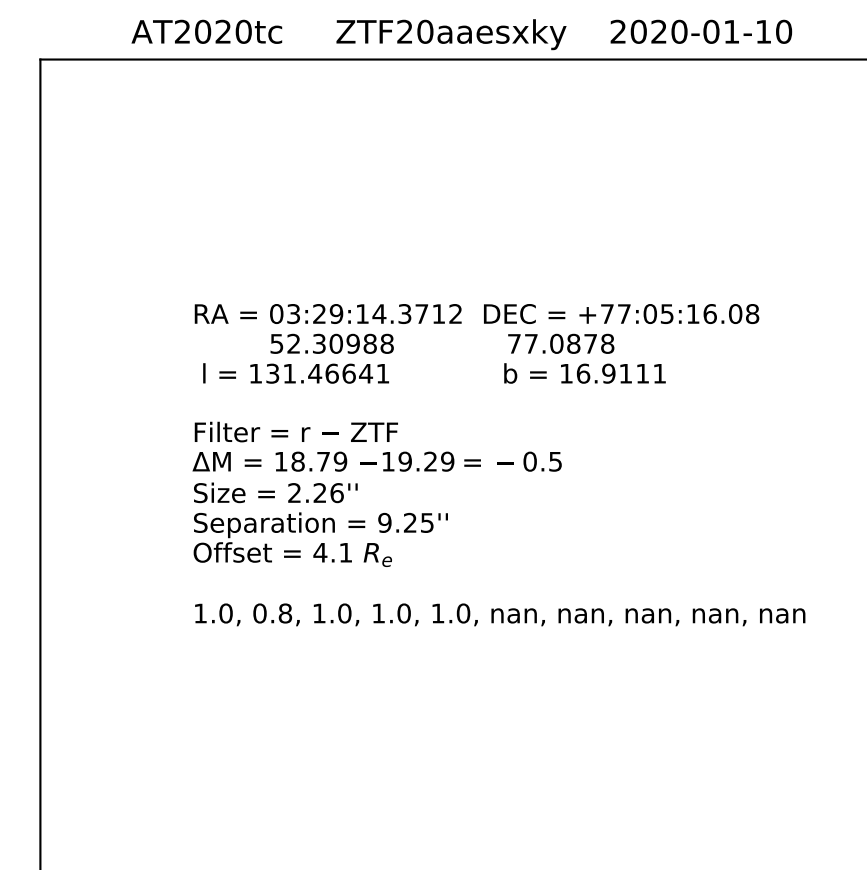 AT2020tc ZTF20aaesxky 2020-01-10
RA = 03:29:14.3712 DEC = +77:05:16.08
52.30988 77.0878
l = 131.46641 b = 16.9111
Filter = r − ZTF
ΔM = 18.79 −19.29 = − 0.5
Size = 2.26''
Separation = 9.25''
Offset = 4.1 Rₑ
1.0, 0.8, 1.0, 1.0, 1.0, nan, nan, nan, nan, nan